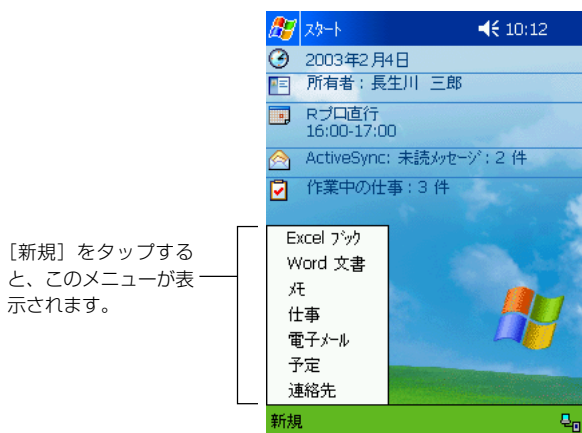 スタート 10:12
2003年2月4日
所有者：長生川 三郎
Rプロ直行
16:00-17:00
ActiveSync: 未読ﾒｯｾｰｼﾞ：2 件
作業中の仕事：3 件
［新規］をタップする
と、このメニューが表
示されます。
Excel ﾌﾞｯｸ
Word 文書
ﾒﾓ
仕事
電子ﾒｰﾙ
予定
連絡先
新規